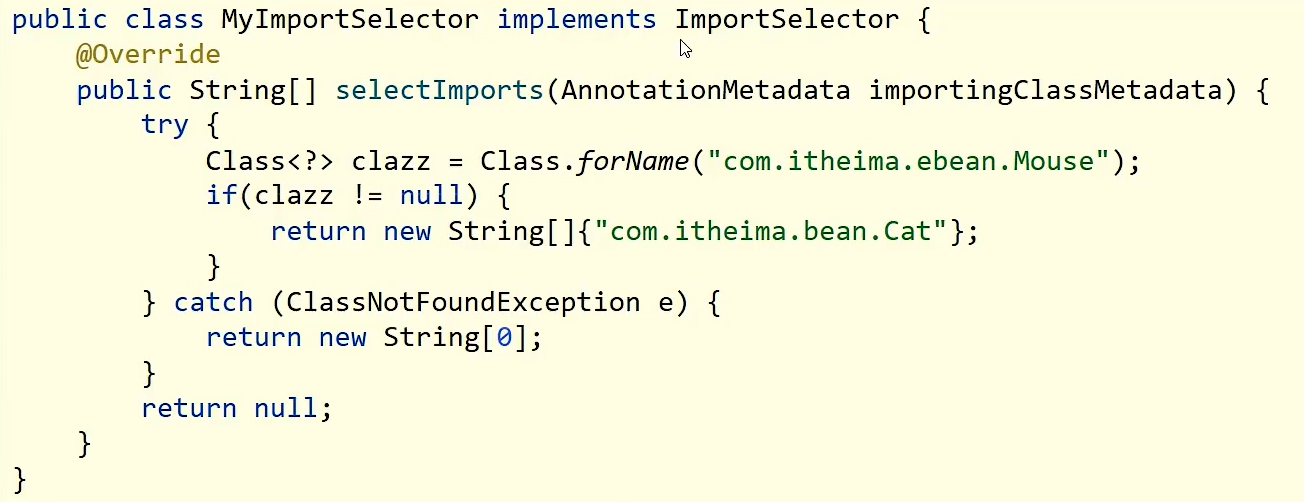 public class MyImportSelector implements ImportSelector {
    @Override
    public String[] selectImports(AnnotationMetadata importingClassMetadata) {
        try {
            Class<?> clazz = Class.forName("com.itheima.ebean.Mouse");
            if(clazz != null) {
                return new String[]{"com.itheima.bean.Cat"};
            }
        } catch (ClassNotFoundException e) {
            return new String[0];
        }
        return null;
    }
}